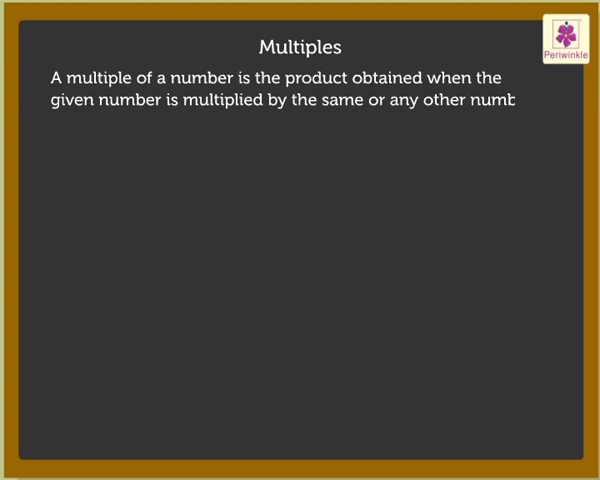 Multiples
Periwinkle
A multiple of a number is the product obtained when the
given number is multiplied by the same or any other numb